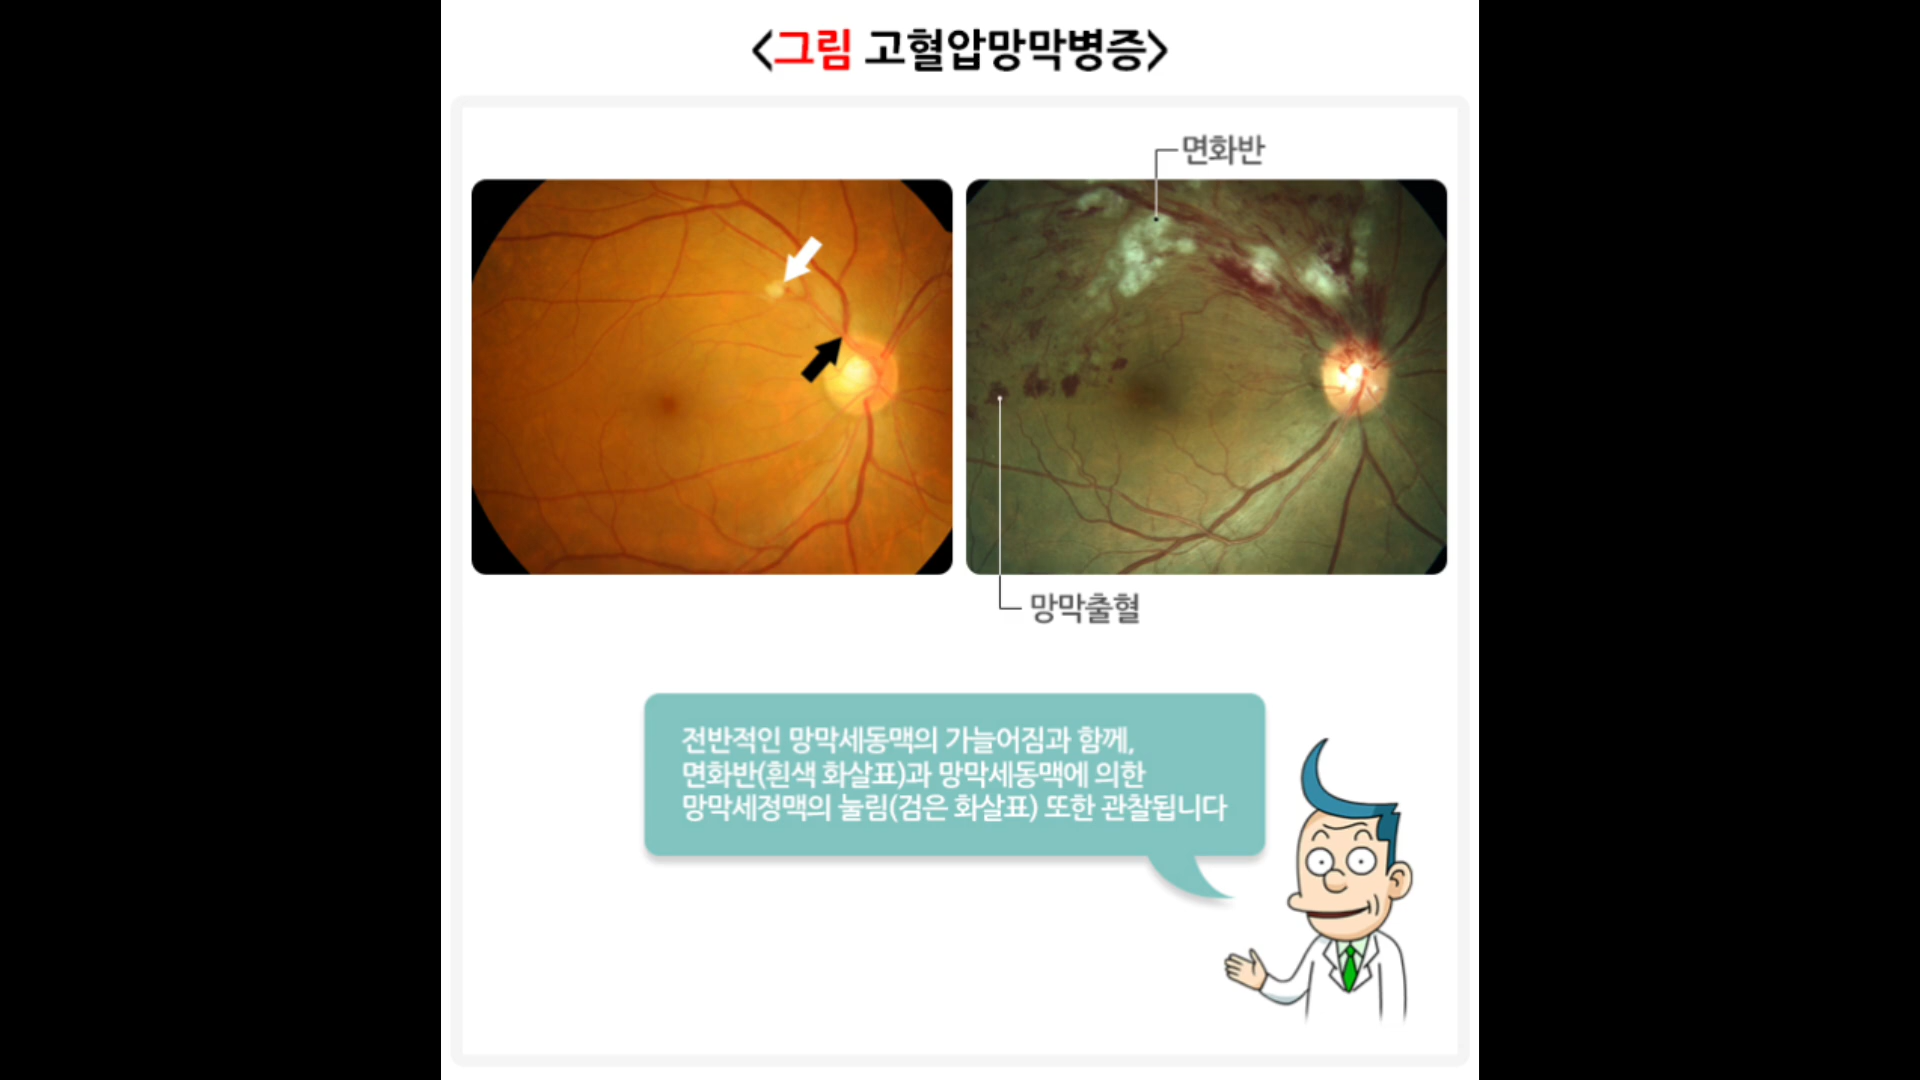 <그림 고혈압망막병증>
면화반
망막출혈
전반적인 망막세동맥의 가늘어짐과 함께,
면화반(흰색 화살표)과 망막세동맥에 의한
망막세정맥의 눌림(검은 화살표) 또한 관찰됩니다